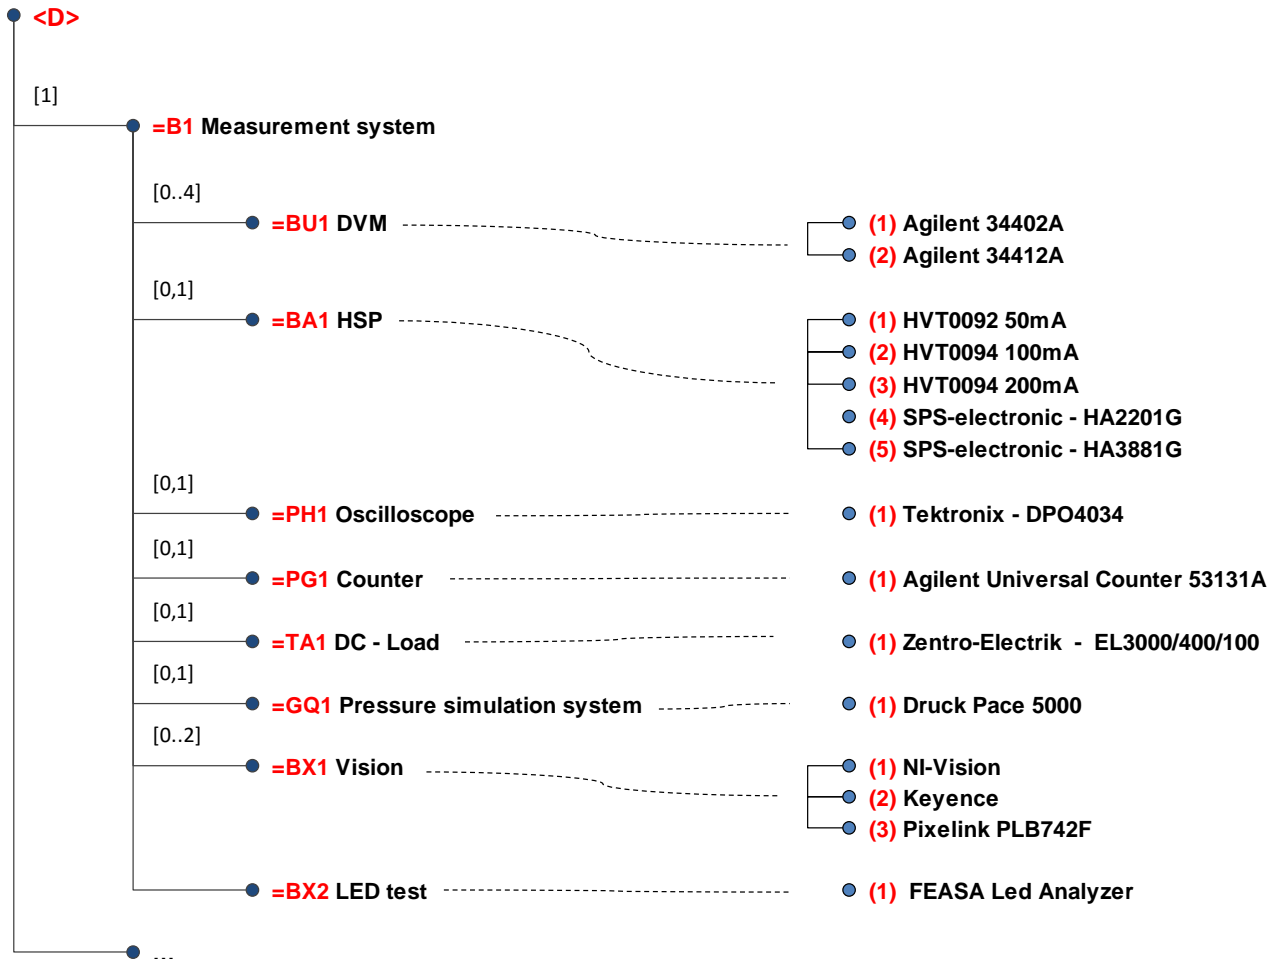 <D>
[1]
=B1 Measurement system
[0..4]
=BU1 DVM
(1) Agilent 34402A
(2) Agilent 34412A
[0,1]
=BA1 HSP
(1) HVT0092 50mA
(2) HVT0094 100mA
(3) HVT0094 200mA
(4) SPS-electronic - HA2201G
(5) SPS-electronic - HA3881G
[0,1]
=PH1 Oscilloscope
(1) Tektronix - DPO4034
[0,1]
=PG1 Counter
(1) Agilent Universal Counter 53131A
[0,1]
=TA1 DC - Load
(1) Zentro-Electrik - EL3000/400/100
[0,1]
=GQ1 Pressure simulation system
(1) Druck Pace 5000
[0..2]
=BX1 Vision
(1) NI-Vision
(2) Keyence
(3) Pixelink PLB742F
=BX2 LED test
(1) FEASA Led Analyzer
...